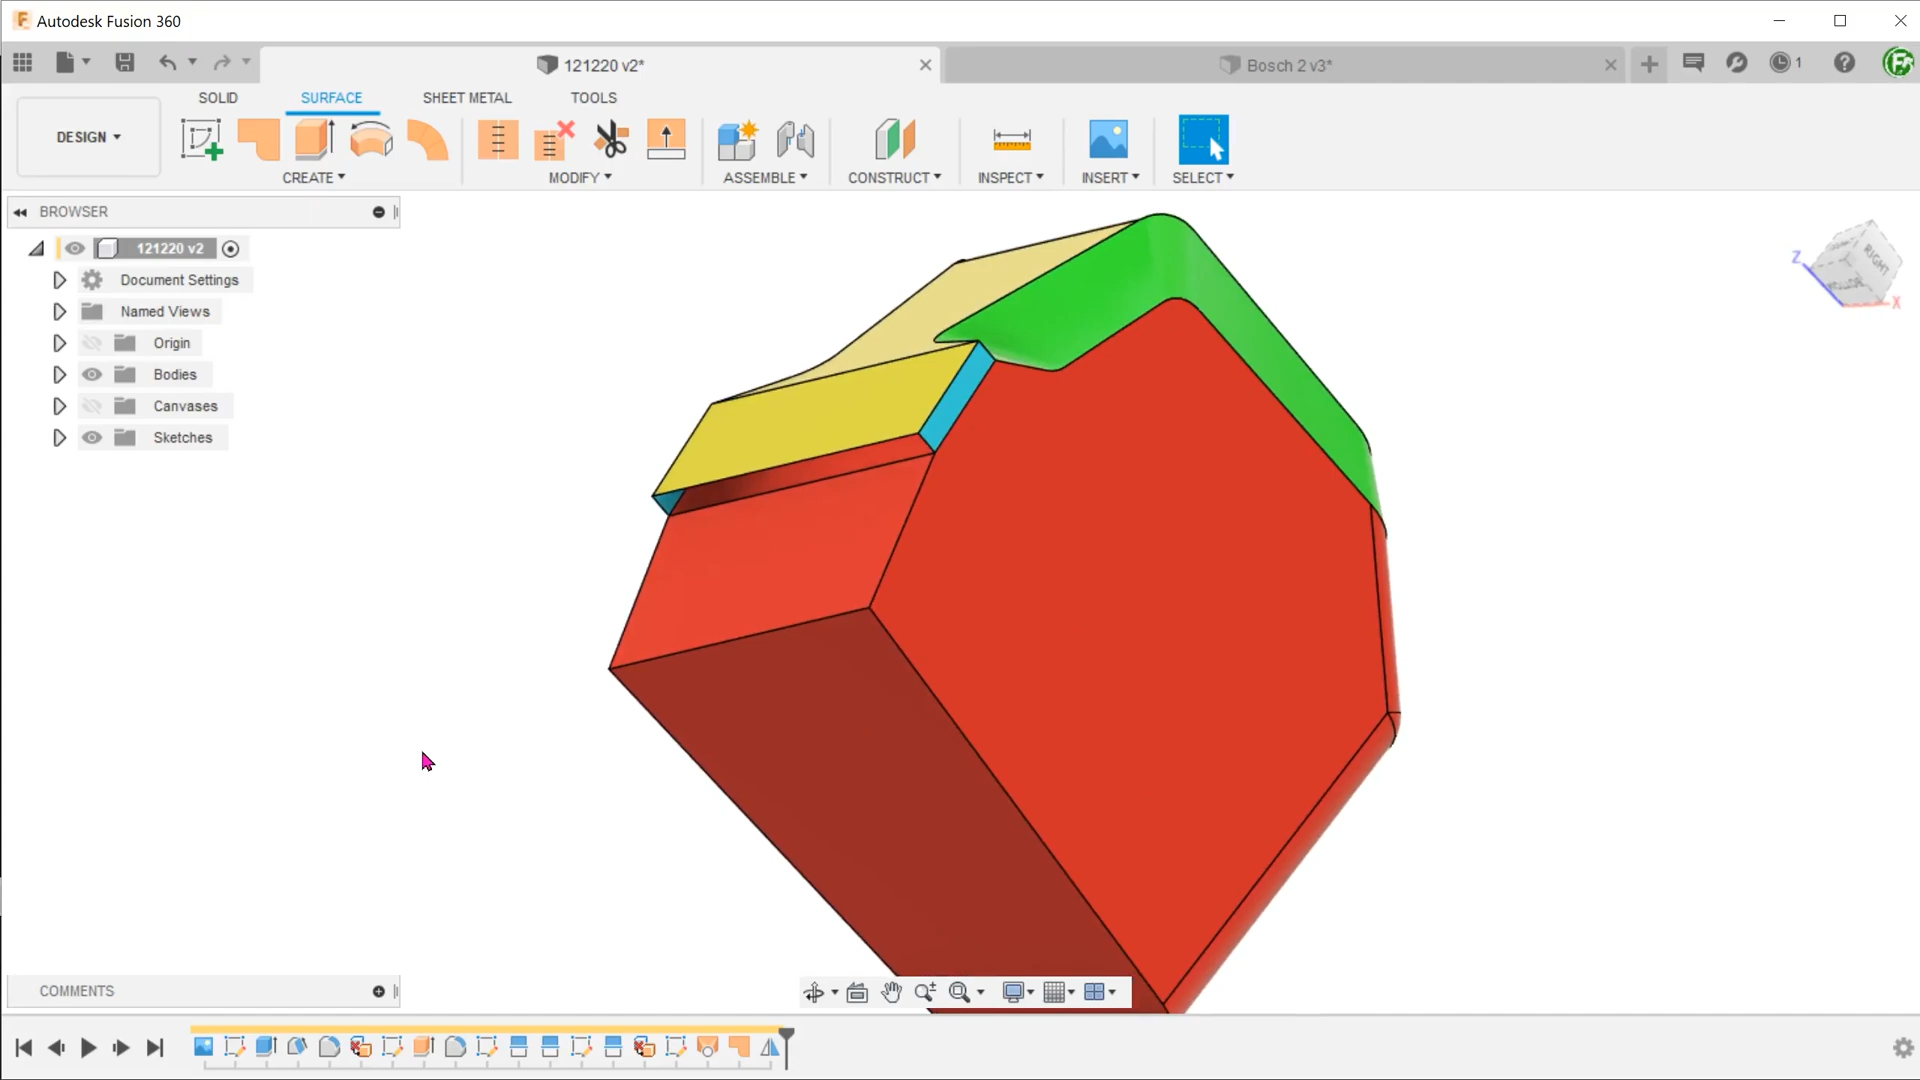 Autodesk Fusion 360
121220 v2*
Bosch 2 v3*
1
SOLID
SURFACE
SHEET METAL
TOOLS
DESIGN
CREATE
MODIFY
ASSEMBLE
CONSTRUCT
INSPECT
INSERT
SELECT
BROWSER
121220 v2
Document Settings
Named Views
Origin
Bodies
Canvases
Sketches
Z
RIGHT
X
COMMENTS